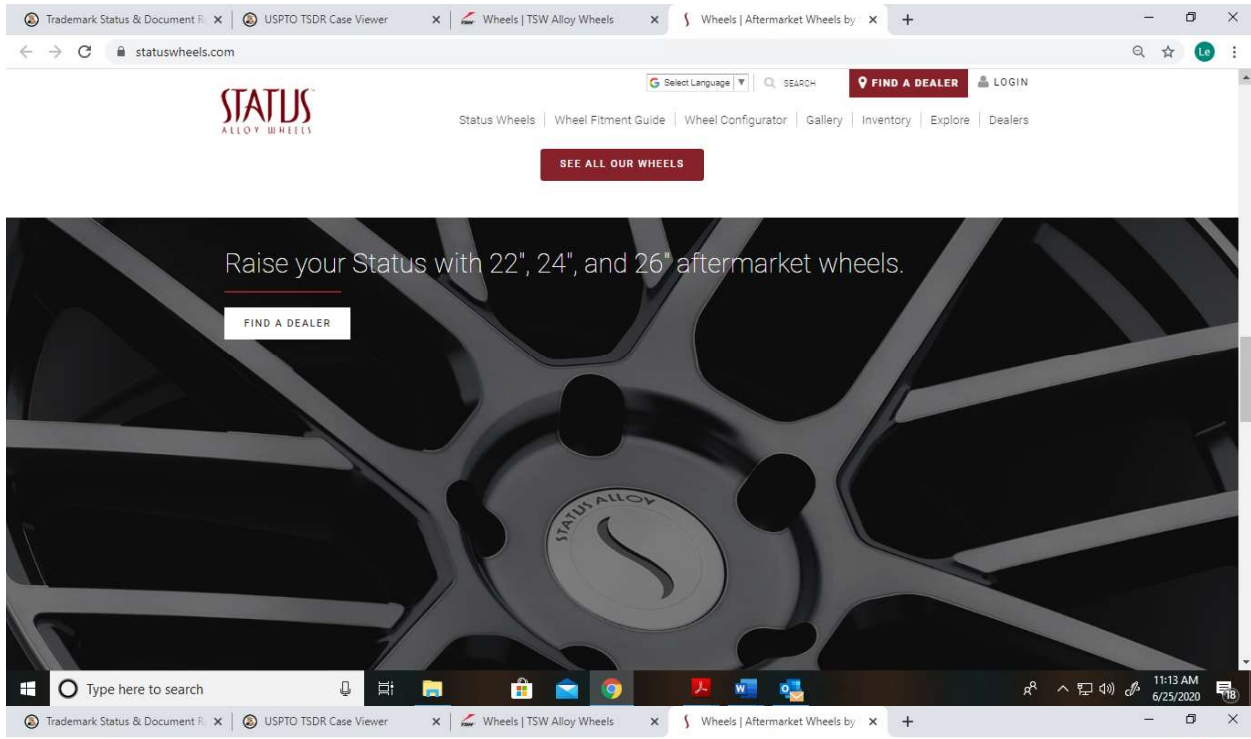 Trademark Status & Document R
USPTO TSDR Case Viewer
Wheels | TSW Alloy Wheels
Wheels | Aftermarket Wheels by
statuswheels.com
Le
Select Language
SEARCH
FIND A DEALER
LOGIN
STATUS
ALLOY WHEELS
Status Wheels | Wheel Fitment Guide | Wheel Configurator | Gallery | Inventory | Explore | Dealers
SEE ALL OUR WHEELS
Raise your Status with 22", 24", and 26" aftermarket wheels.
FIND A DEALER
STATUS ALLOY
Type here to search
11:13 AM
6/25/2020
18
Trademark Status & Document R
USPTO TSDR Case Viewer
Wheels | TSW Alloy Wheels
Wheels | Aftermarket Wheels by